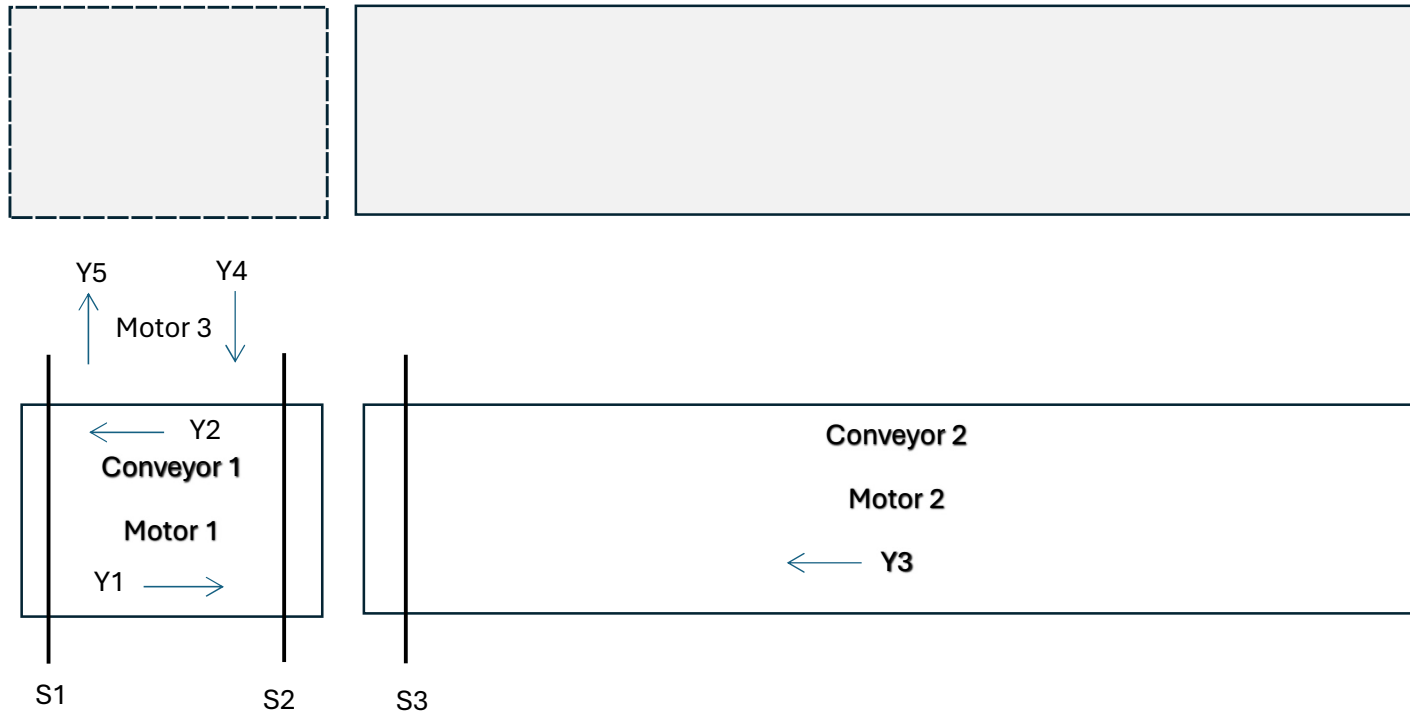 Y5
Y4
Motor 3
Y2
Conveyor 1
Motor 1
Y1
Conveyor 2
Motor 2
Y3
S1
S2
S3